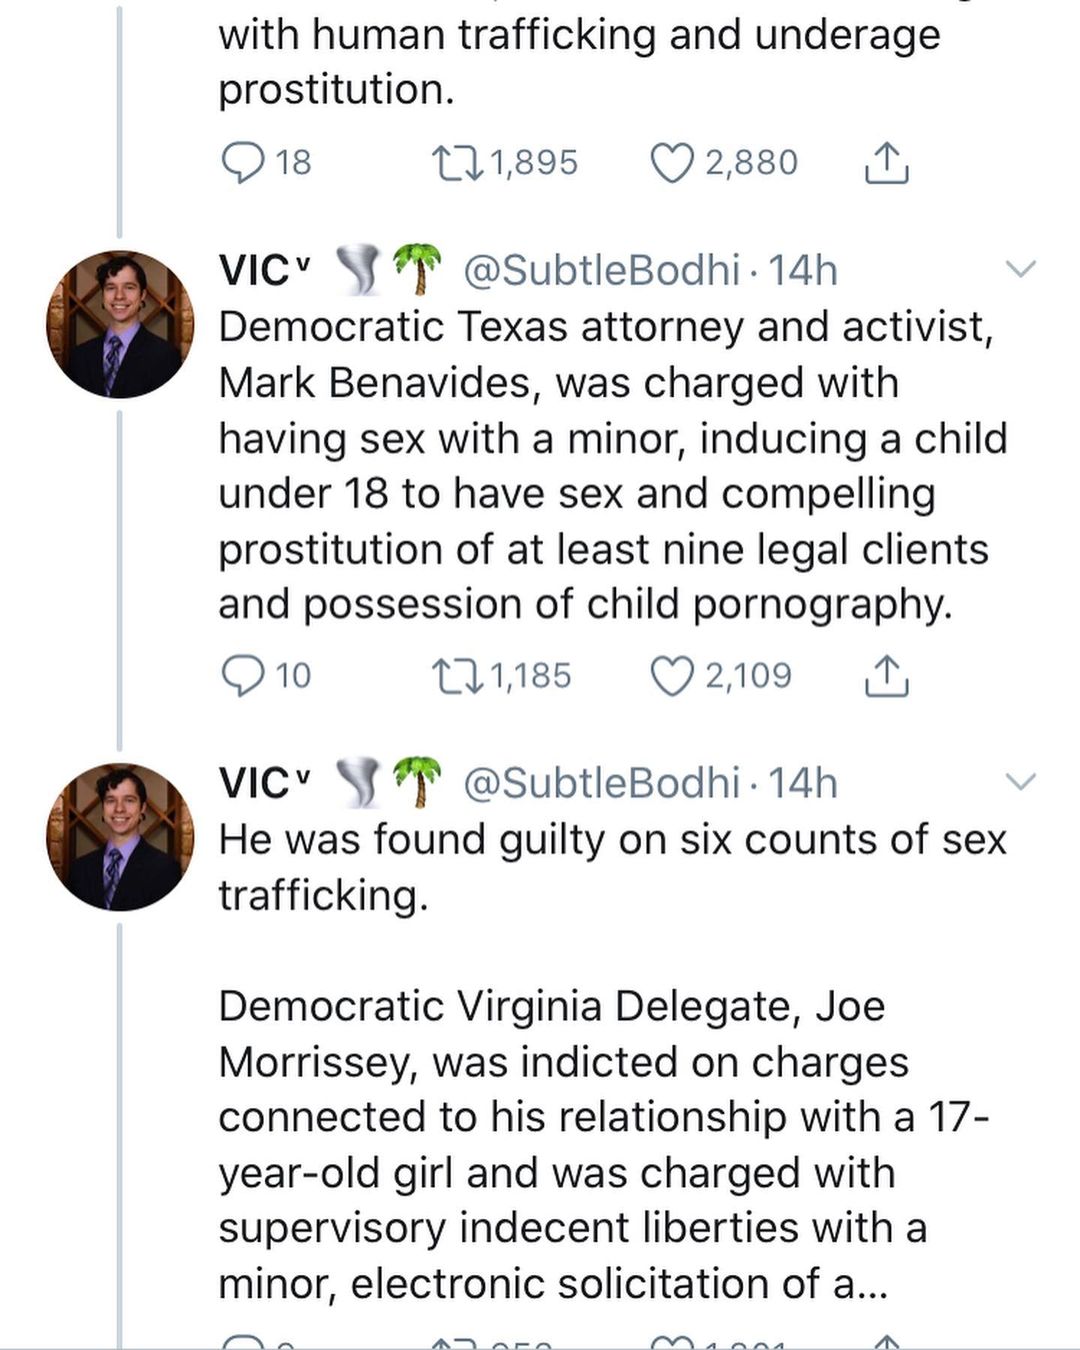 with human trafficking and underage
prostitution.
18 1,895 2,880
VICᵛ @SubtleBodhi · 14h
Democratic Texas attorney and activist,
Mark Benavides, was charged with
having sex with a minor, inducing a child
under 18 to have sex and compelling
prostitution of at least nine legal clients
and possession of child pornography.
10 1,185 2,109
VICᵛ @SubtleBodhi · 14h
He was found guilty on six counts of sex
trafficking.
Democratic Virginia Delegate, Joe
Morrissey, was indicted on charges
connected to his relationship with a 17-
year-old girl and was charged with
supervisory indecent liberties with a
minor, electronic solicitation of a...